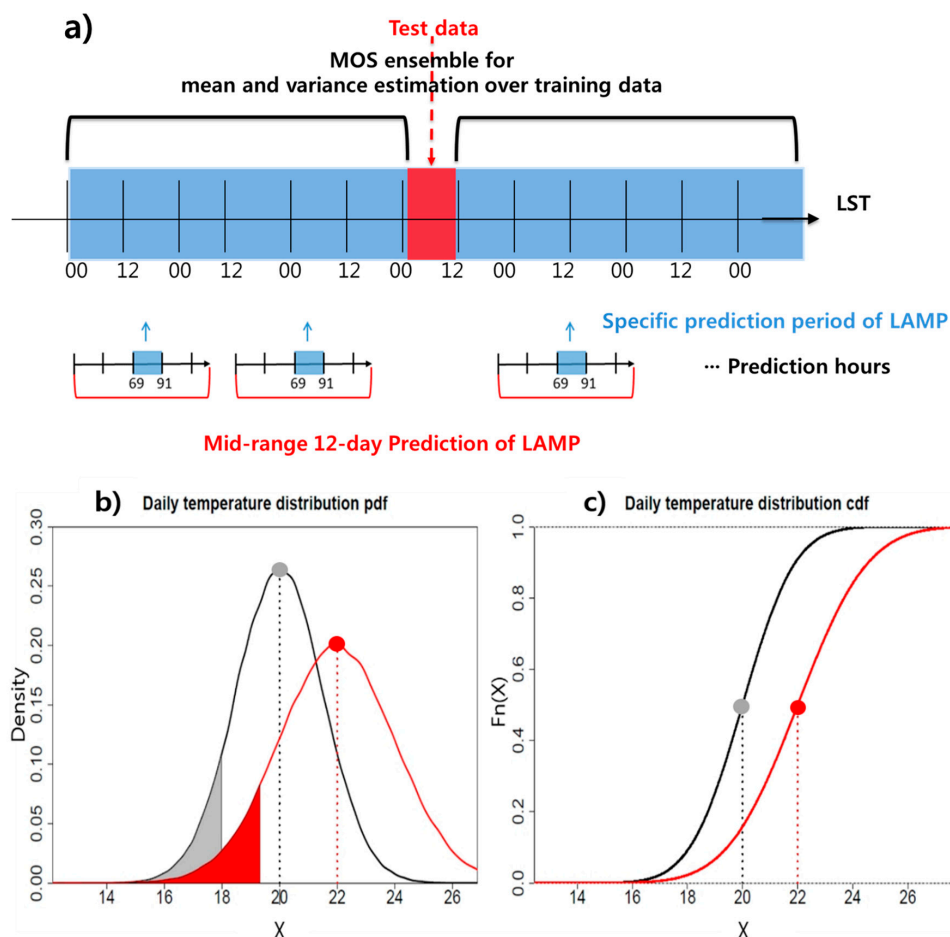 a)
Test data
MOS ensemble for
mean and variance estimation over training data
LST
00 12 00 12 00 12 00 12 00 12 00 12 00
Specific prediction period of LAMP
69 91 69 91 69 91
··· Prediction hours
Mid-range 12-day Prediction of LAMP
b) Daily temperature distribution pdf
Density
0.30
0.25
0.20
0.15
0.10
0.05
0.00
14 16 18 20 22 24 26
X
c) Daily temperature distribution cdf
Fn(X)
1.0
0.8
0.6
0.4
0.2
0.0
14 16 18 20 22 24 26
X